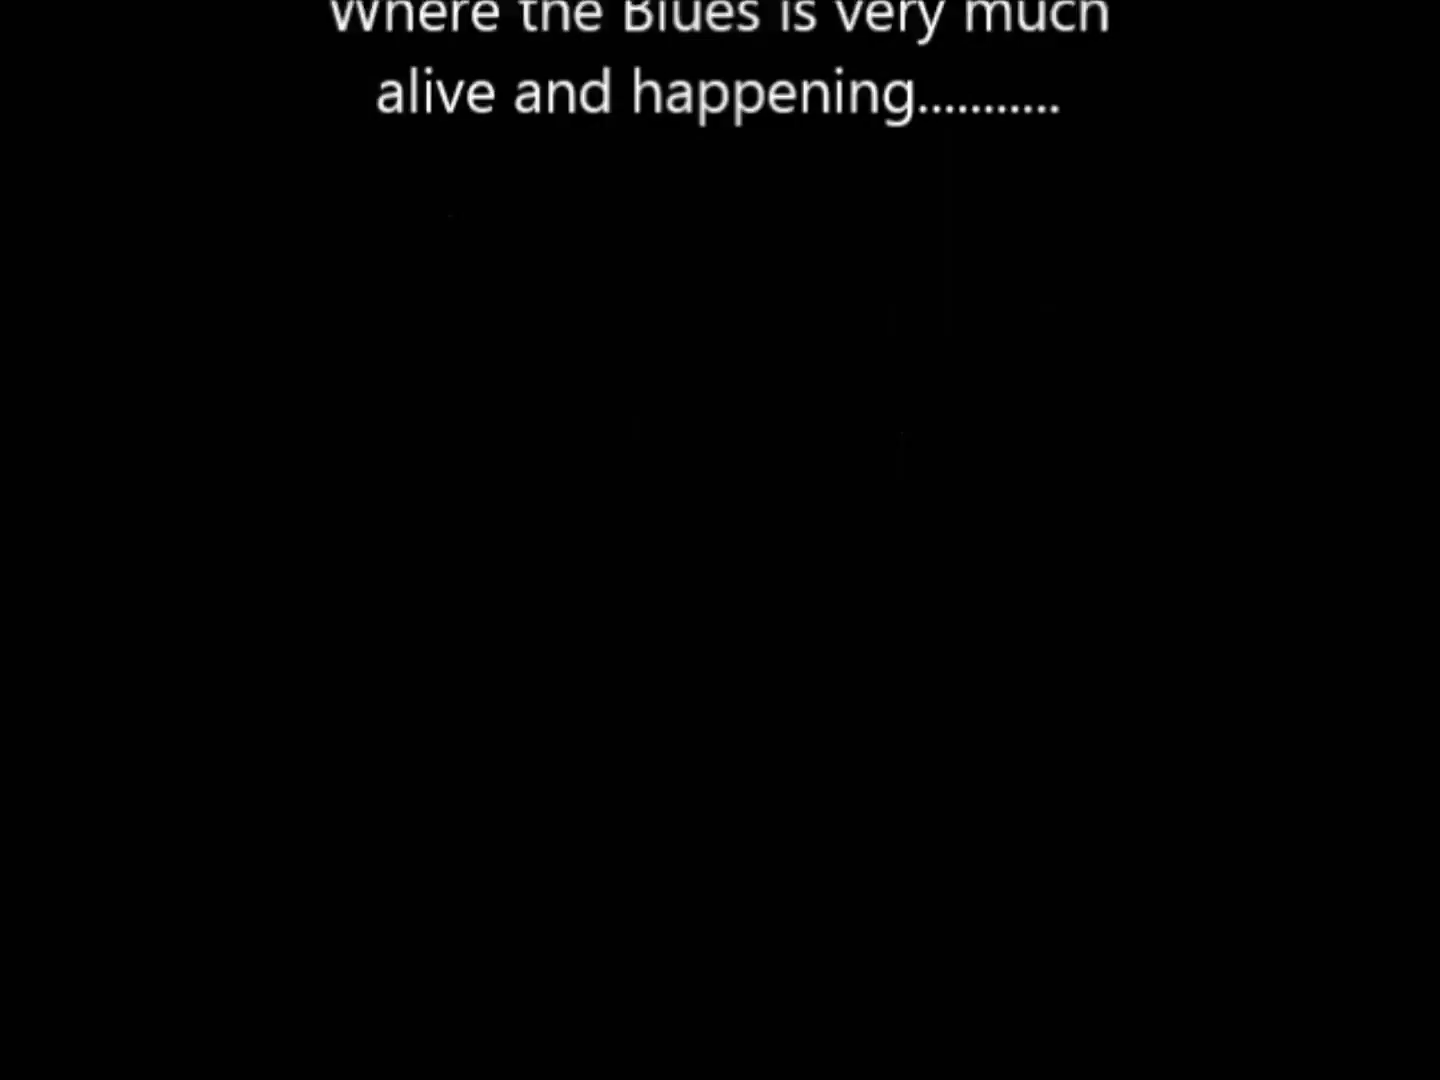 Where the Blues is very much
alive and happening...........